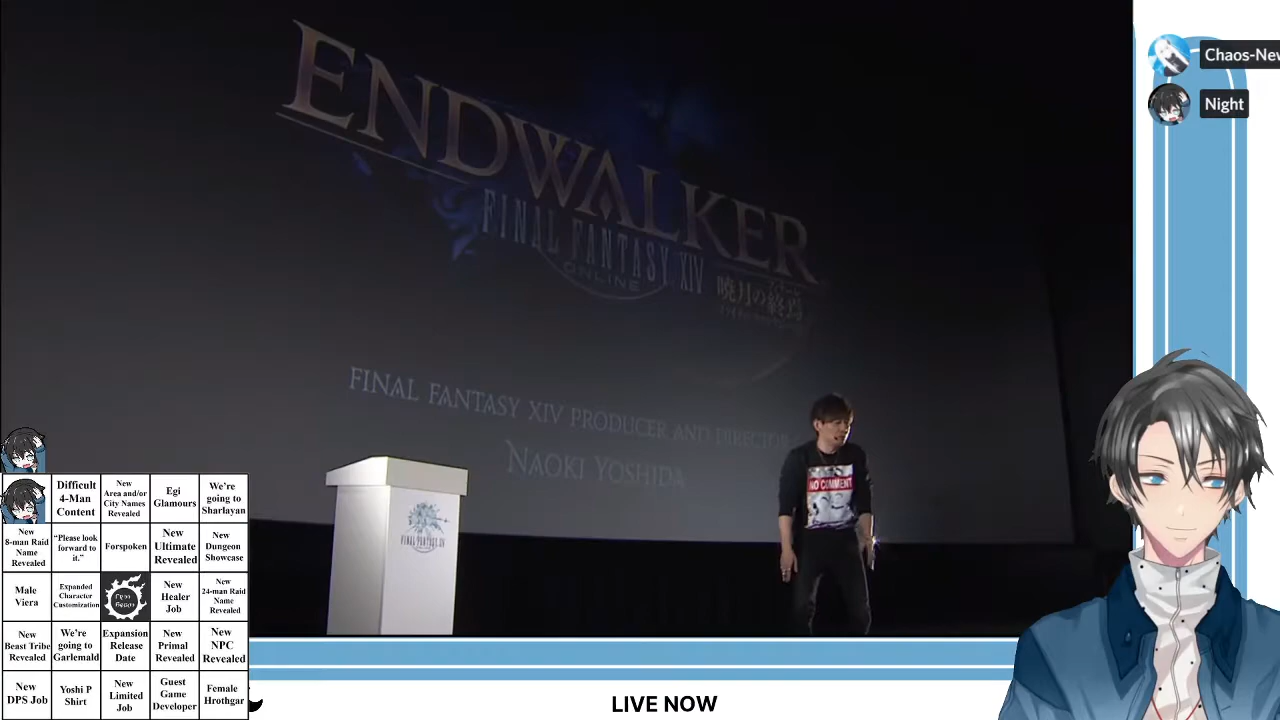 ENDWALKER
FINAL FANTASY XIV
ONLINE
暁月の終焉
FINAL FANTASY XIV PRODUCER AND DIRECTOR
NAOKI YOSHIDA
NO COMMENT
FINAL FANTASY XIV
Chaos-New
Night
Difficult
4-Man
Content
New
Area and/or
City Names
Revealed
Egi
Glamours
We're
going to
Sharlayan
New
8-man Raid
Name
Revealed
"Please look
forward to
it."
Forspoken
New
Ultimate
Revealed
New
Dungeon
Showcase
Male
Viera
Expanded
Character
Customization
Free
New
Healer
Job
New
24-man Raid
Name
Revealed
New
Beast Tribe
Revealed
We're
going to
Garlemald
Expansion
Release
Date
New
Primal
Revealed
New
NPC
Revealed
New
DPS Job
Yoshi P
Shirt
New
Limited
Job
Guest
Game
Developer
Female
Hrothgar
LIVE NOW